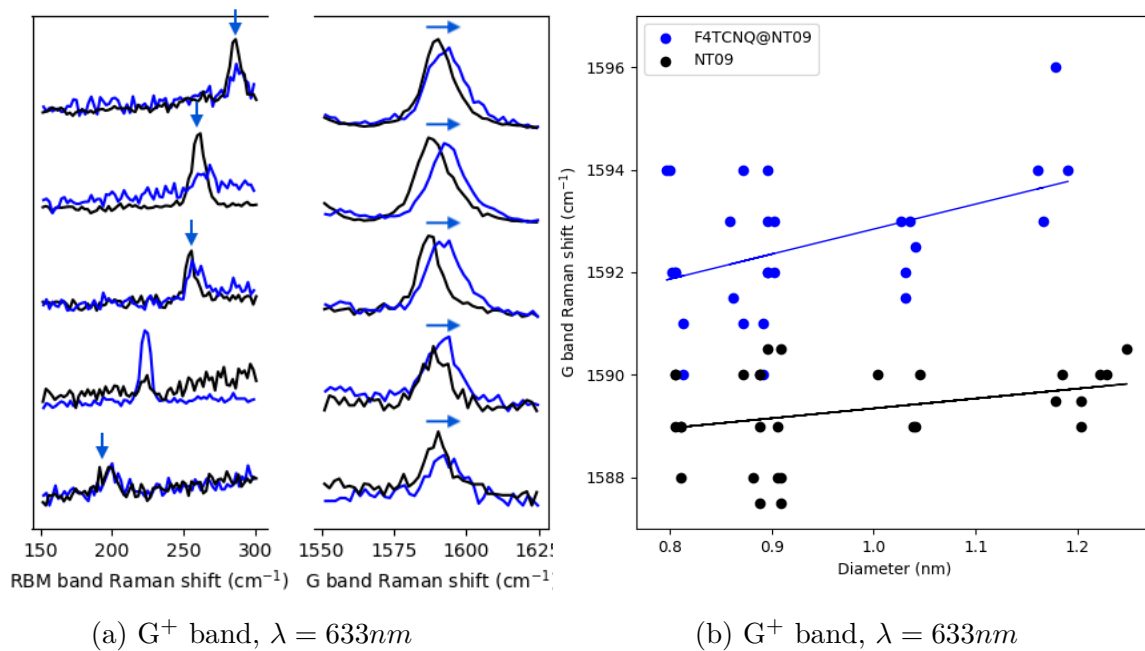 150 200 250 300
RBM band Raman shift (cm⁻¹)
1550 1575 1600 1625
G band Raman shift (cm⁻¹)
F4TCNQ@NT09
NT09
1596
1594
1592
1590
1588
G band Raman shift (cm⁻¹)
0.8 0.9 1.0 1.1 1.2
Diameter (nm)
(a) G⁺ band, λ = 633nm
(b) G⁺ band, λ = 633nm